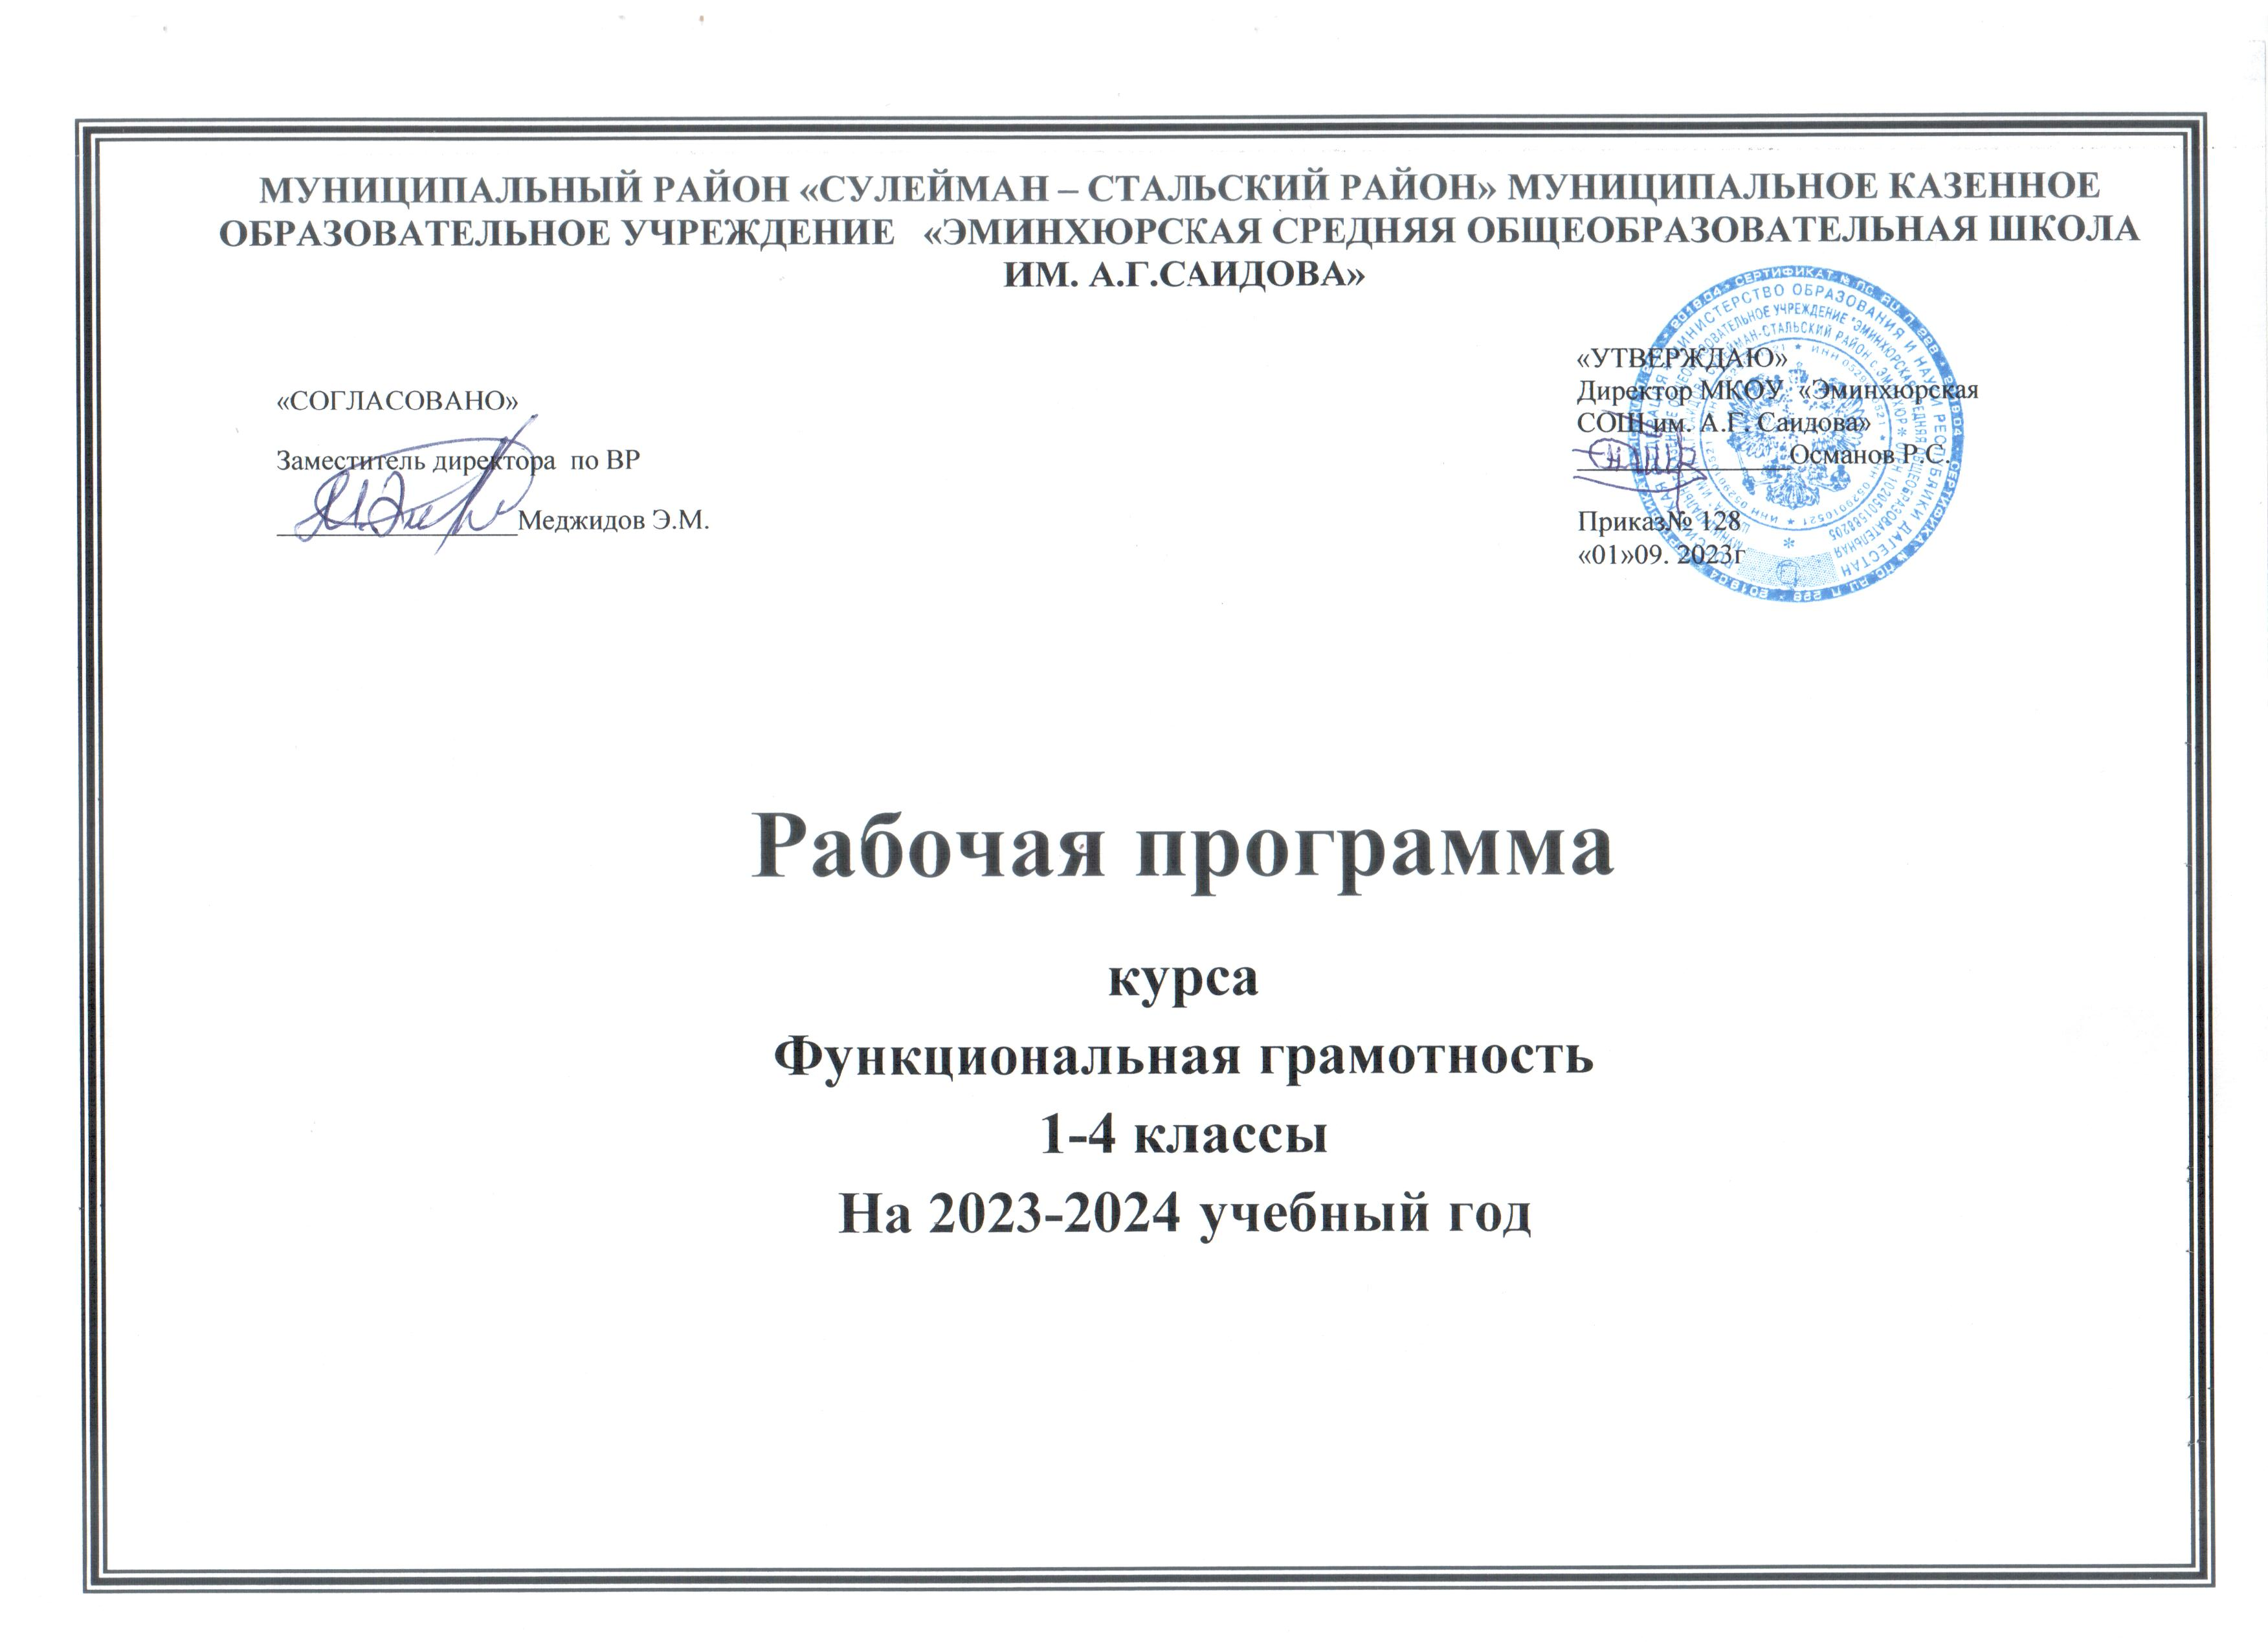 МУНИЦИПАЛЬНЫЙ РАЙОН «СУЛЕЙМАН – СТАЛЬСКИЙ РАЙОН» МУНИЦИПАЛЬНОЕ КАЗЕННОЕ
ОБРАЗОВАТЕЛЬНОЕ УЧРЕЖДЕНИЕ «ЭМИНХЮРСКАЯ СРЕДНЯЯ ОБЩЕОБРАЗОВАТЕЛЬНАЯ ШКОЛА
ИМ. А.Г.САИДОВА»
«СОГЛАСОВАНО»
Заместитель директора по ВР
Меджидов Э.М.
«УТВЕРЖДАЮ»
Директор МКОУ «Эминхюрская
СОШ им. А.Г. Саидова»
Османов Р.С.
Приказ№ 128
«01»09. 2023г
Рабочая программа
курса
Функциональная грамотность
1-4 классы
На 2023-2024 учебный год